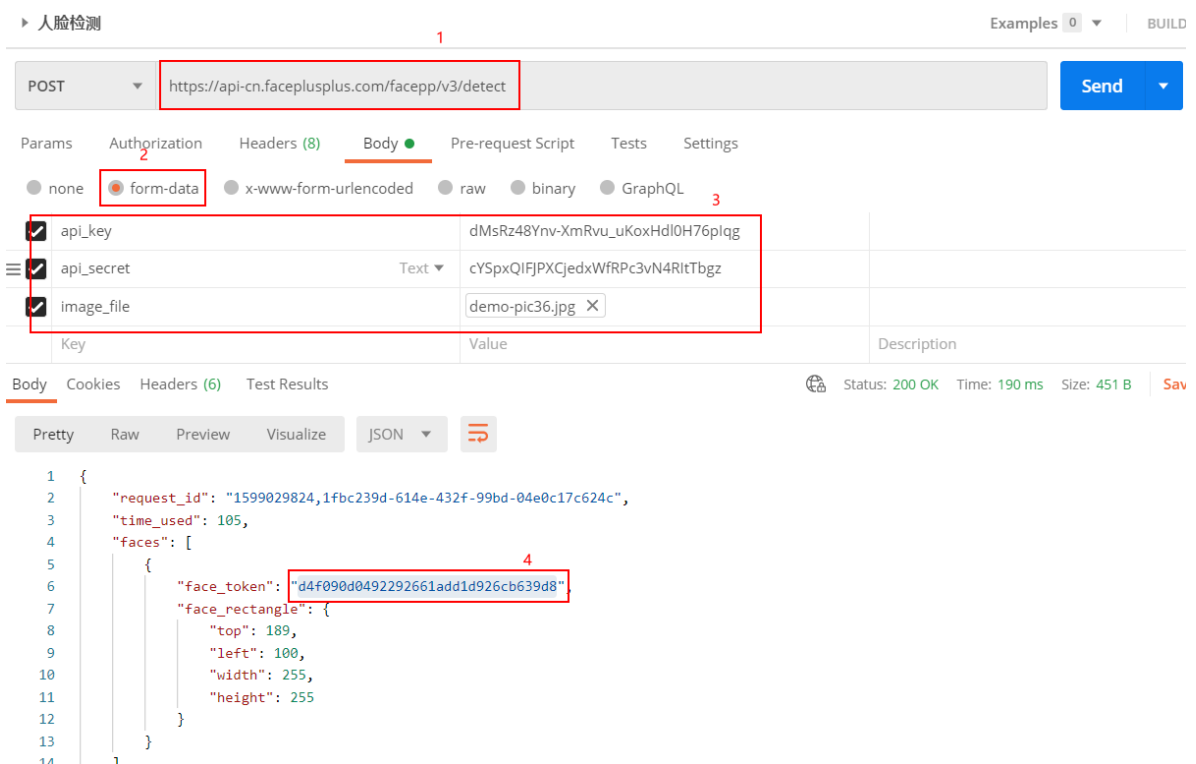 人脸检测 Examples 0 BUILD
1
POST https://api-cn.faceplusplus.com/facepp/v3/detect Send
Params Authorization Headers (8) Body Pre-request Script Tests Settings
2
none form-data x-www-form-urlencoded raw binary GraphQL
3
api_key dMsRz48Ynv-XmRvu_uKoxHdl0H76pIqg
api_secret Text cYSpxQIFJPXCjedxWfRPc3vN4RItTbgz
image_file demo-pic36.jpg
Key Value Description
Body Cookies Headers (6) Test Results Status: 200 OK Time: 190 ms Size: 451 B Sav
Pretty Raw Preview Visualize JSON
1 {
2 "request_id": "1599029824,1fbc239d-614e-432f-99bd-04e0c17c624c",
3 "time_used": 105,
4 "faces": [
5 {
4
6 "face_token": "d4f090d0492292661add1d926cb639d8",
7 "face_rectangle": {
8 "top": 189,
9 "left": 100,
10 "width": 255,
11 "height": 255
12 }
13 }
14 ]